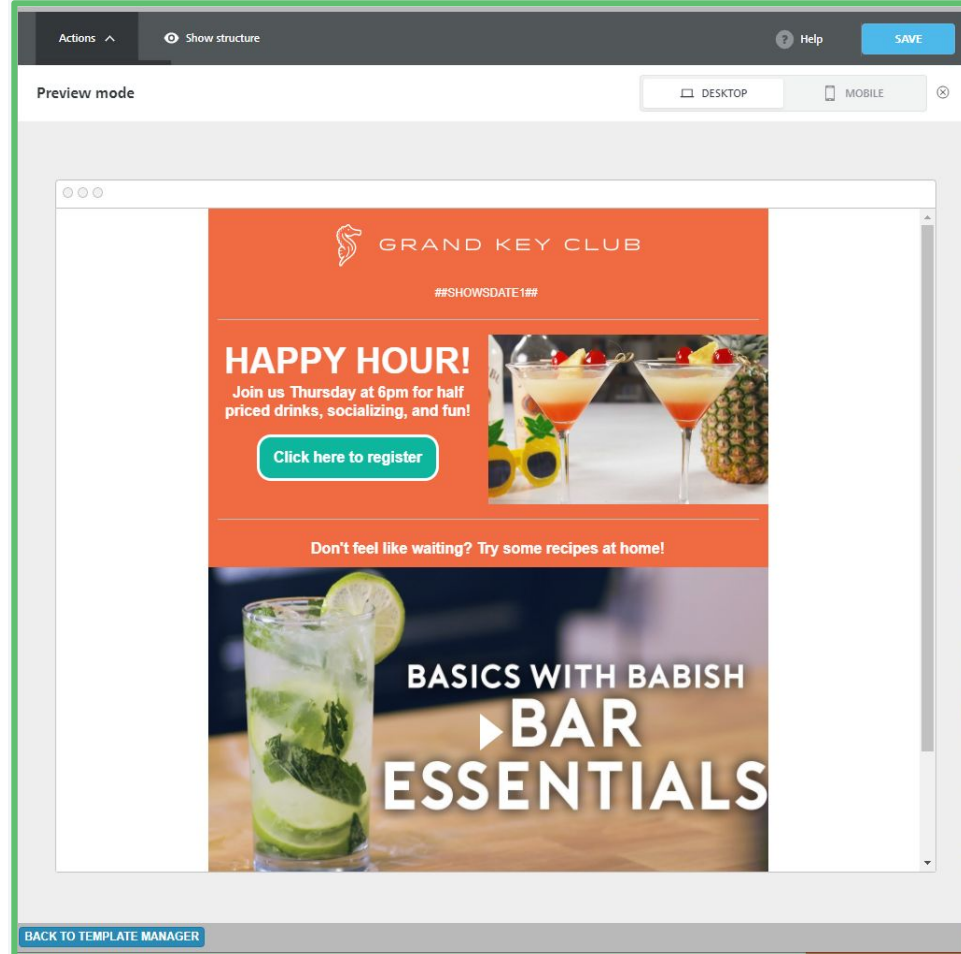 Actions
Show structure
? Help
SAVE
Preview mode
DESKTOP
MOBILE
GRAND KEY CLUB
##SHOWSDATE1##
HAPPY HOUR!
Join us Thursday at 6pm for half
priced drinks, socializing, and fun!
Click here to register
Don't feel like waiting? Try some recipes at home!
BASICS WITH BABISH
BAR
ESSENTIALS
BACK TO TEMPLATE MANAGER